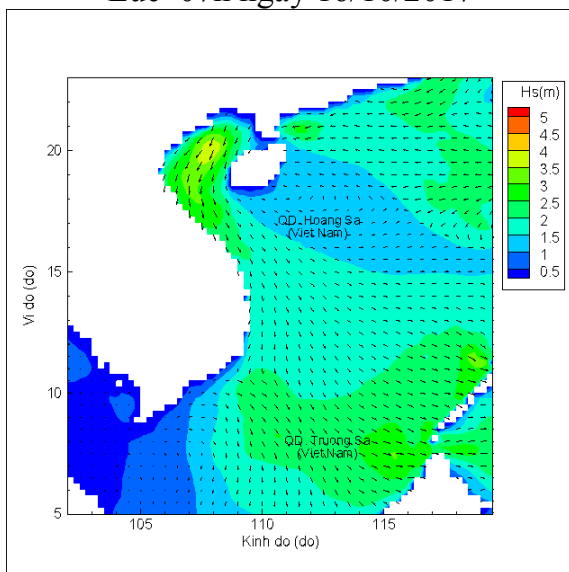 Hs(m)
5
4.5
4
3.5
3
2.5
2
1.5
1
0.5
20
QD. Hoang Sa
(Viet Nam)
15
Vi do (do)
10
QD. Truong Sa
(Viet Nam)
5
105
110
115
Kinh do (do)